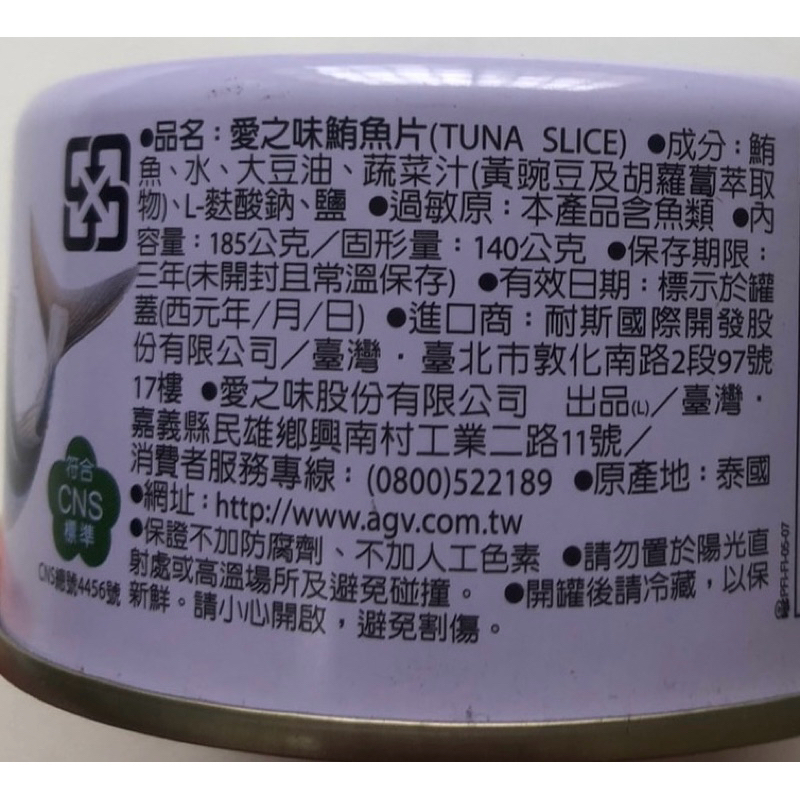 ●品名：愛之味鮪魚片(TUNA SLICE) ●成分：鮪
魚、水、大豆油、蔬菜汁(黃豌豆及胡蘿蔔萃取
物)、L-麩酸鈉、鹽 ●過敏原：本產品含魚類 ●內
容量：185公克／固形量：140公克 ●保存期限：
三年(未開封且常溫保存) ●有效日期：標示於罐
蓋(西元年/月/日) ●進口商：耐斯國際開發股
份有限公司／臺灣．臺北市敦化南路2段97號
17樓 ●愛之味股份有限公司 出品(L)／臺灣．
嘉義縣民雄鄉興南村工業二路11號／
消費者服務專線：(0800)522189 ●原產地：泰國
●網址：http://www.agv.com.tw
●保證不加防腐劑、不加人工色素 ●請勿置於陽光直
射處或高溫場所及避免碰撞。 ●開罐後請冷藏，以保
新鮮。請小心開啟，避免割傷。
符合
CNS
標準
CNS總號4456號
PFI-FI-05-07